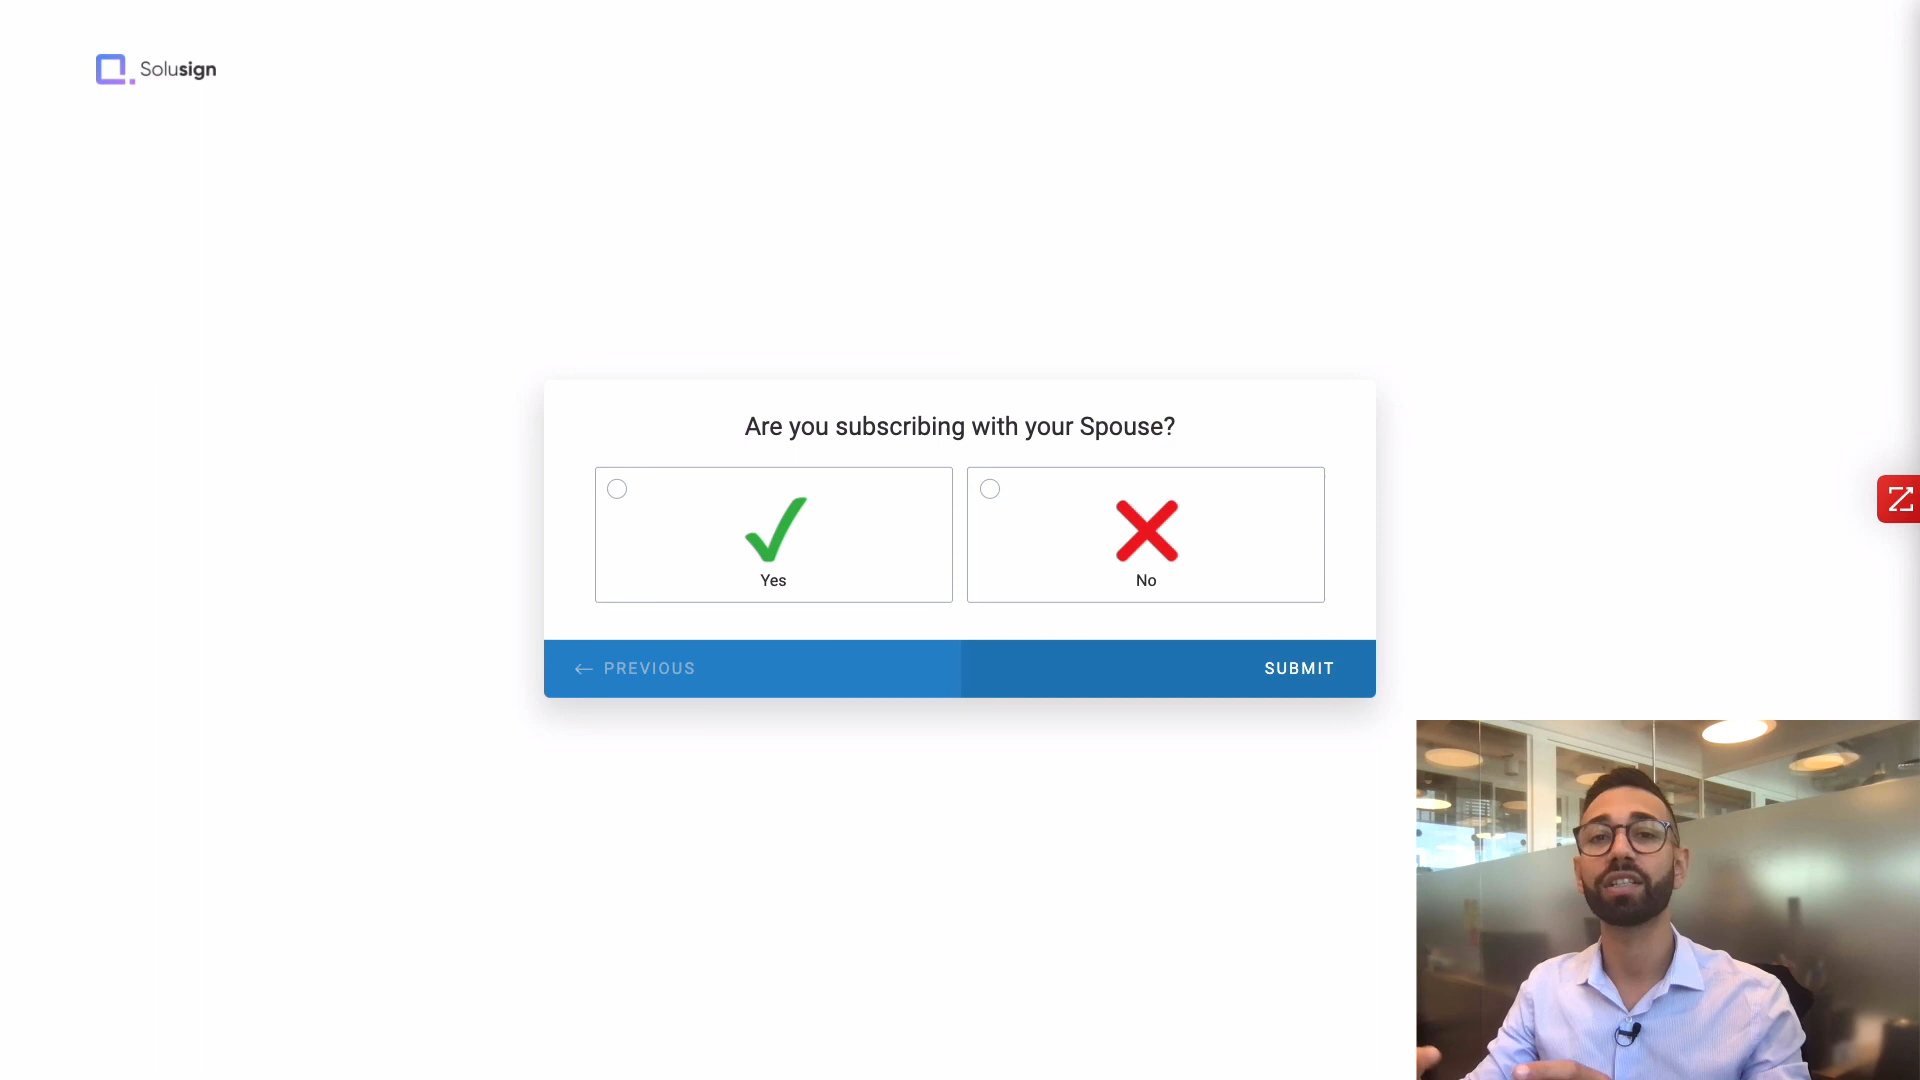 Solusign
Are you subscribing with your Spouse?
Yes
No
← PREVIOUS
SUBMIT